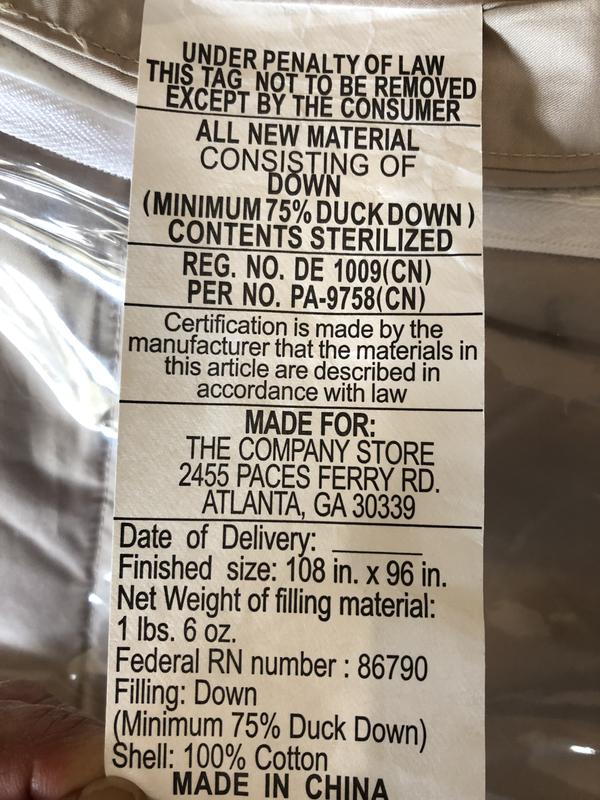 UNDER PENALTY OF LAW
THIS TAG NOT TO BE REMOVED
EXCEPT BY THE CONSUMER
ALL NEW MATERIAL
CONSISTING OF
DOWN
(MINIMUM 75% DUCK DOWN)
CONTENTS STERILIZED
REG. NO. DE 1009(CN)
PER NO. PA-9758(CN)
Certification is made by the
manufacturer that the materials in
this article are described in
accordance with law
MADE FOR:
THE COMPANY STORE
2455 PACES FERRY RD.
ATLANTA, GA 30339
Date of Delivery: ______
Finished size: 108 in. x 96 in.
Net Weight of filling material:
1 lbs. 6 oz.
Federal RN number : 86790
Filling: Down
(Minimum 75% Duck Down)
Shell: 100% Cotton
MADE IN CHINA